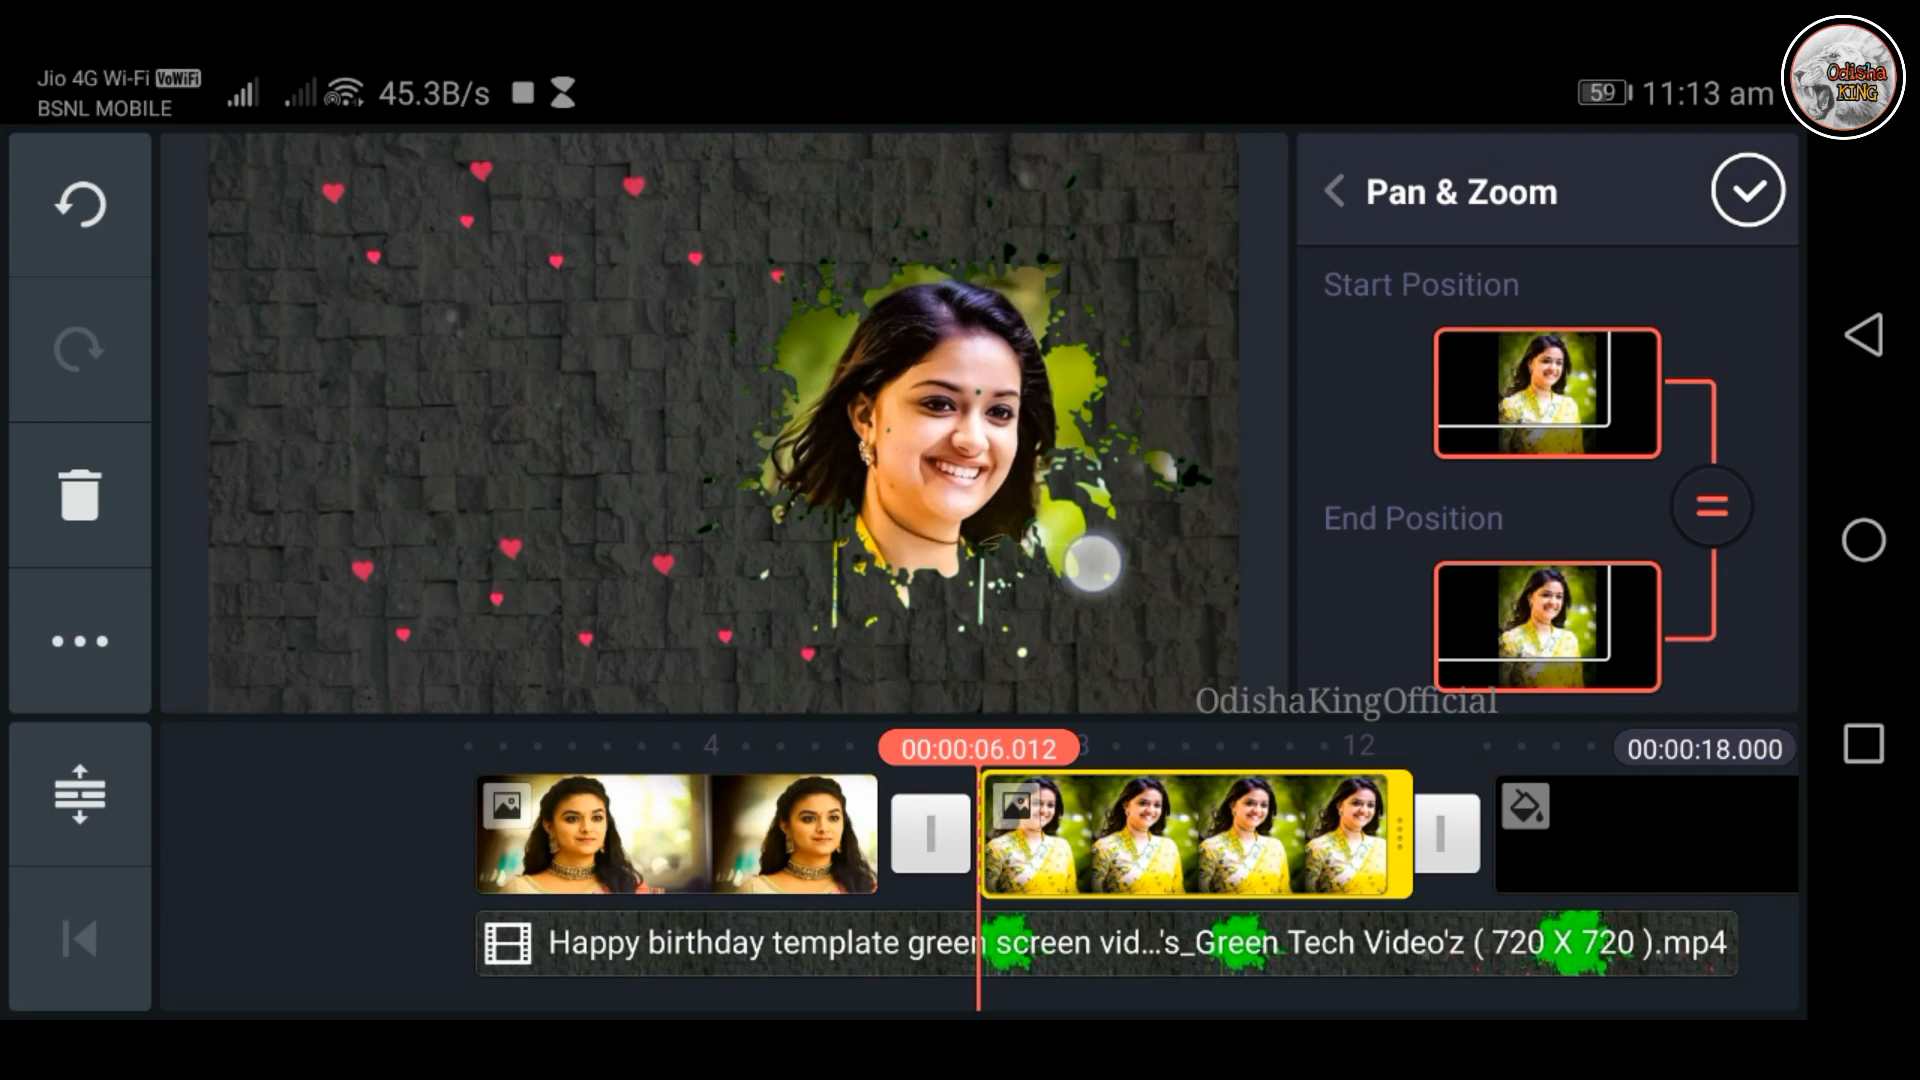 Jio 4G Wi-Fi VoWiFi
BSNL MOBILE
45.3B/s
59
11:13 am
Odisha
KING
Pan & Zoom
Start Position
End Position
OdishaKingOfficial
4
00:00:06.012
8
12
00:00:18.000
Happy birthday template green screen vid...'s_Green Tech Video'z ( 720 X 720 ).mp4